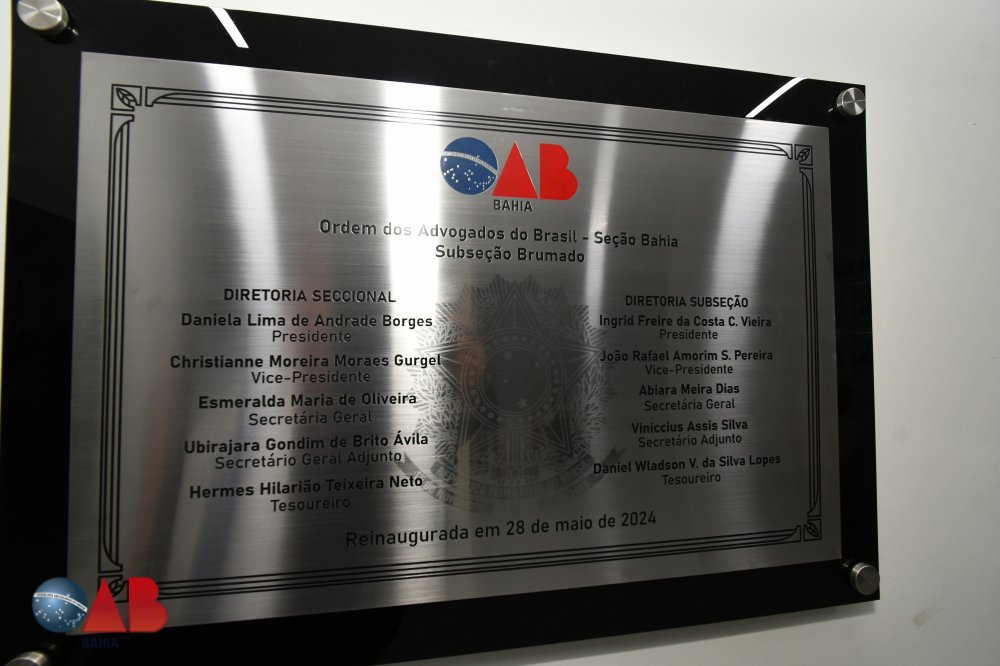 OAB
BAHIA
Ordem dos Advogados do Brasil - Seção Bahia
Subseção Brumado
DIRETORIA SECCIONAL
Daniela Lima de Andrade Borges
Presidente
Christianne Moreira Moraes Gurgel
Vice-Presidente
Esmeralda Maria de Oliveira
Secretária Geral
Ubirajara Gondim de Brito Ávila
Secretário Geral Adjunto
Hermes Hilarião Teixeira Neto
Tesoureiro
DIRETORIA SUBSEÇÃO
Ingrid Freire da Costa C. Vieira
Presidente
João Rafael Amorim S. Pereira
Vice-Presidente
Abiara Meira Dias
Secretária Geral
Viniccius Assis Silva
Secretário Adjunto
Daniel Wladson V. da Silva Lopes
Tesoureiro
Reinaugurada em 28 de maio de 2024
OAB
BAHIA